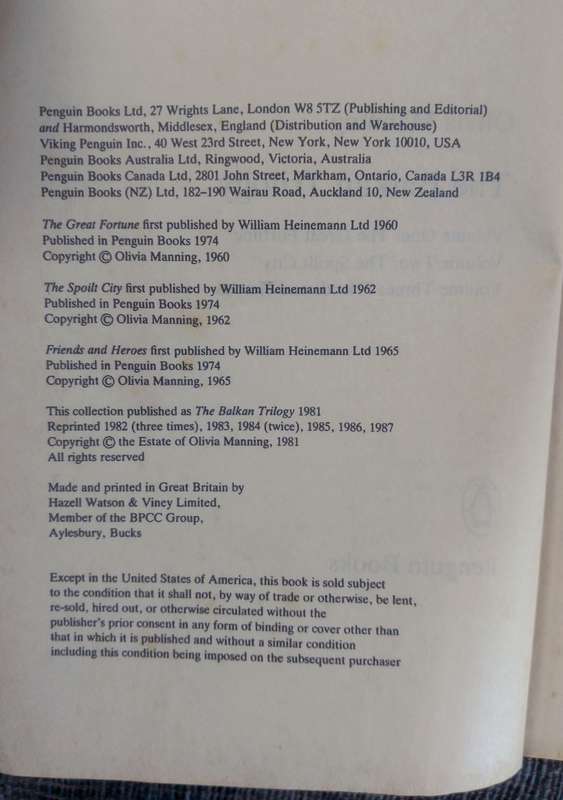 Penguin Books Ltd, 27 Wrights Lane, London W8 5TZ (Publishing and Editorial)
and Harmondsworth, Middlesex, England (Distribution and Warehouse)
Viking Penguin Inc., 40 West 23rd Street, New York, New York 10010, USA
Penguin Books Australia Ltd, Ringwood, Victoria, Australia
Penguin Books Canada Ltd, 2801 John Street, Markham, Ontario, Canada L3R 1B4
Penguin Books (NZ) Ltd, 182–190 Wairau Road, Auckland 10, New Zealand
The Great Fortune first published by William Heinemann Ltd 1960
Published in Penguin Books 1974
Copyright © Olivia Manning, 1960
The Spoilt City first published by William Heinemann Ltd 1962
Published in Penguin Books 1974
Copyright © Olivia Manning, 1962
Friends and Heroes first published by William Heinemann Ltd 1965
Published in Penguin Books 1974
Copyright © Olivia Manning, 1965
This collection published as The Balkan Trilogy 1981
Reprinted 1982 (three times), 1983, 1984 (twice), 1985, 1986, 1987
Copyright © the Estate of Olivia Manning, 1981
All rights reserved
Made and printed in Great Britain by
Hazell Watson & Viney Limited,
Member of the BPCC Group,
Aylesbury, Bucks
Except in the United States of America, this book is sold subject
to the condition that it shall not, by way of trade or otherwise, be lent,
re-sold, hired out, or otherwise circulated without the
publisher's prior consent in any form of binding or cover other than
that in which it is published and without a similar condition
including this condition being imposed on the subsequent purchaser